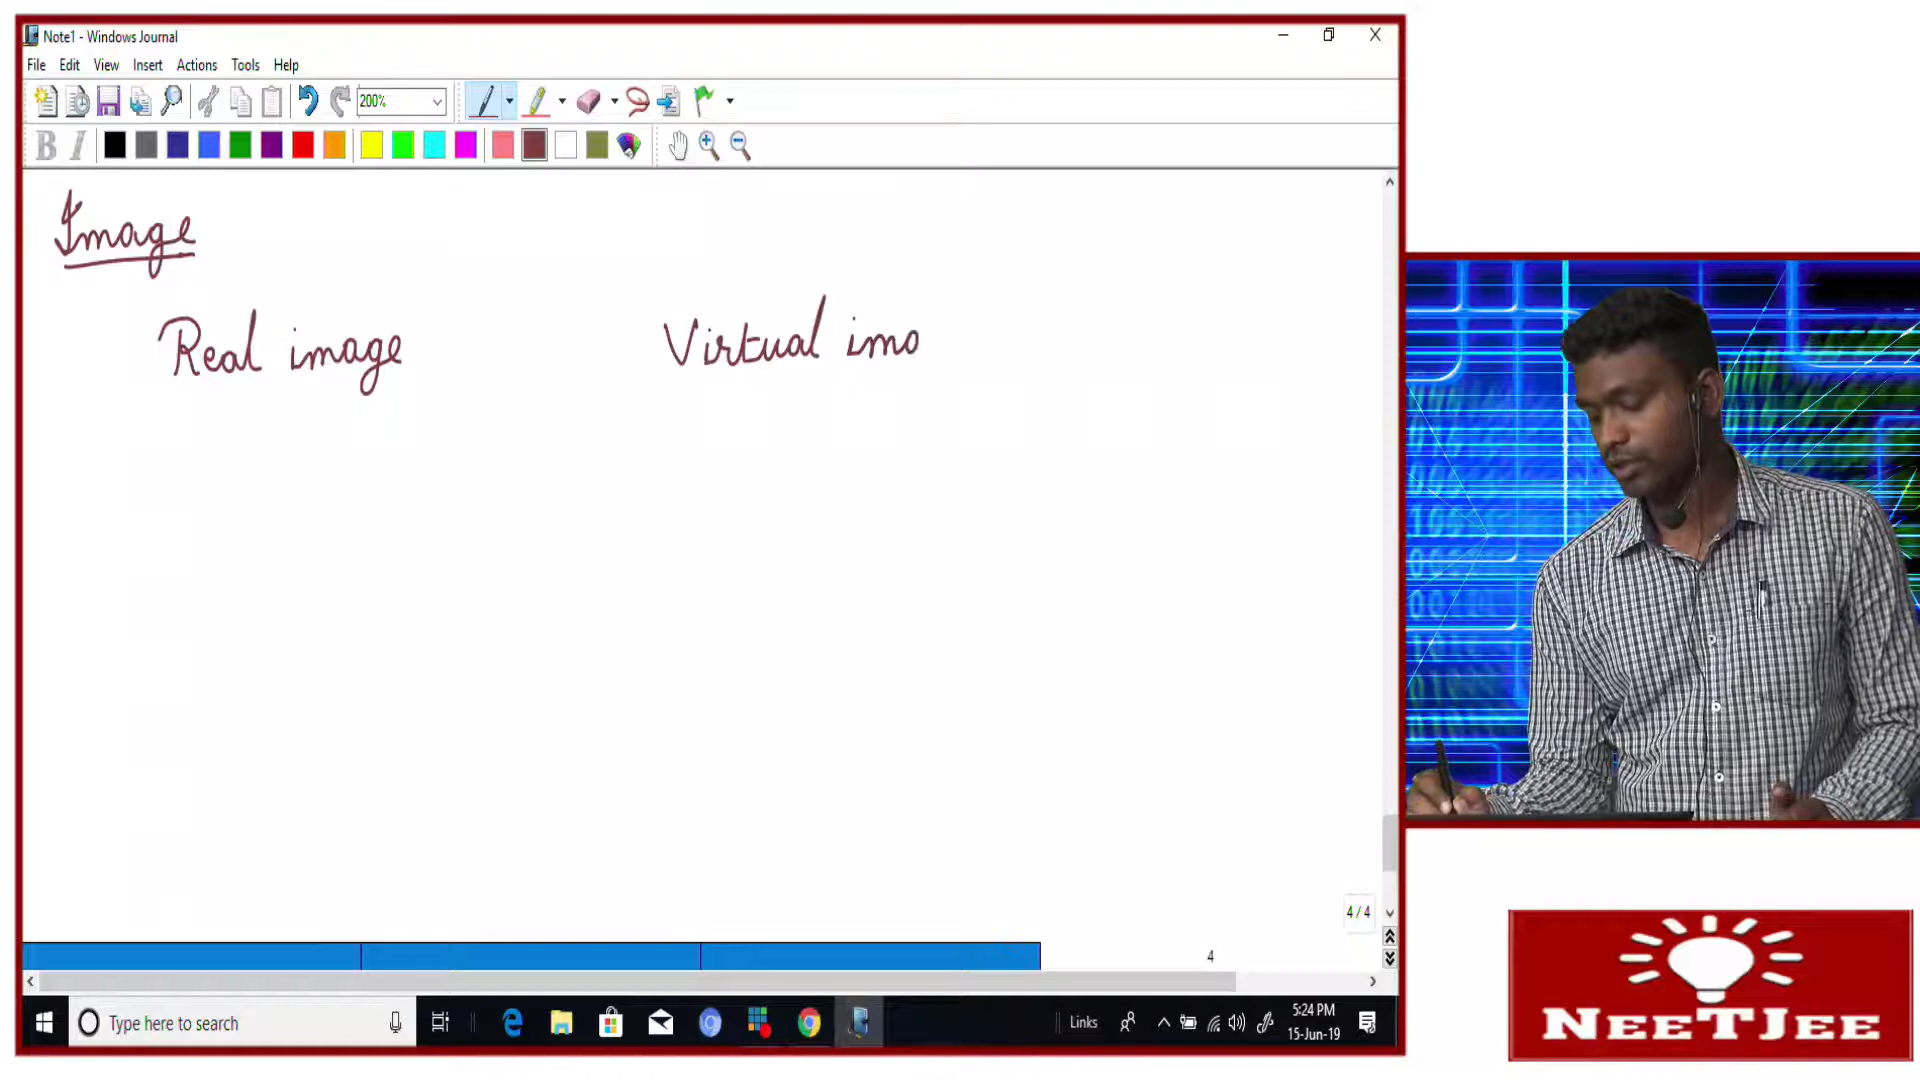 Note1 - Windows Journal
File Edit View Insert Actions Tools Help
200%
B I
Image
Real image Virtual imo
4 / 4
4
Type here to search
Links
5:24 PM
15-Jun-19
NEETJEE